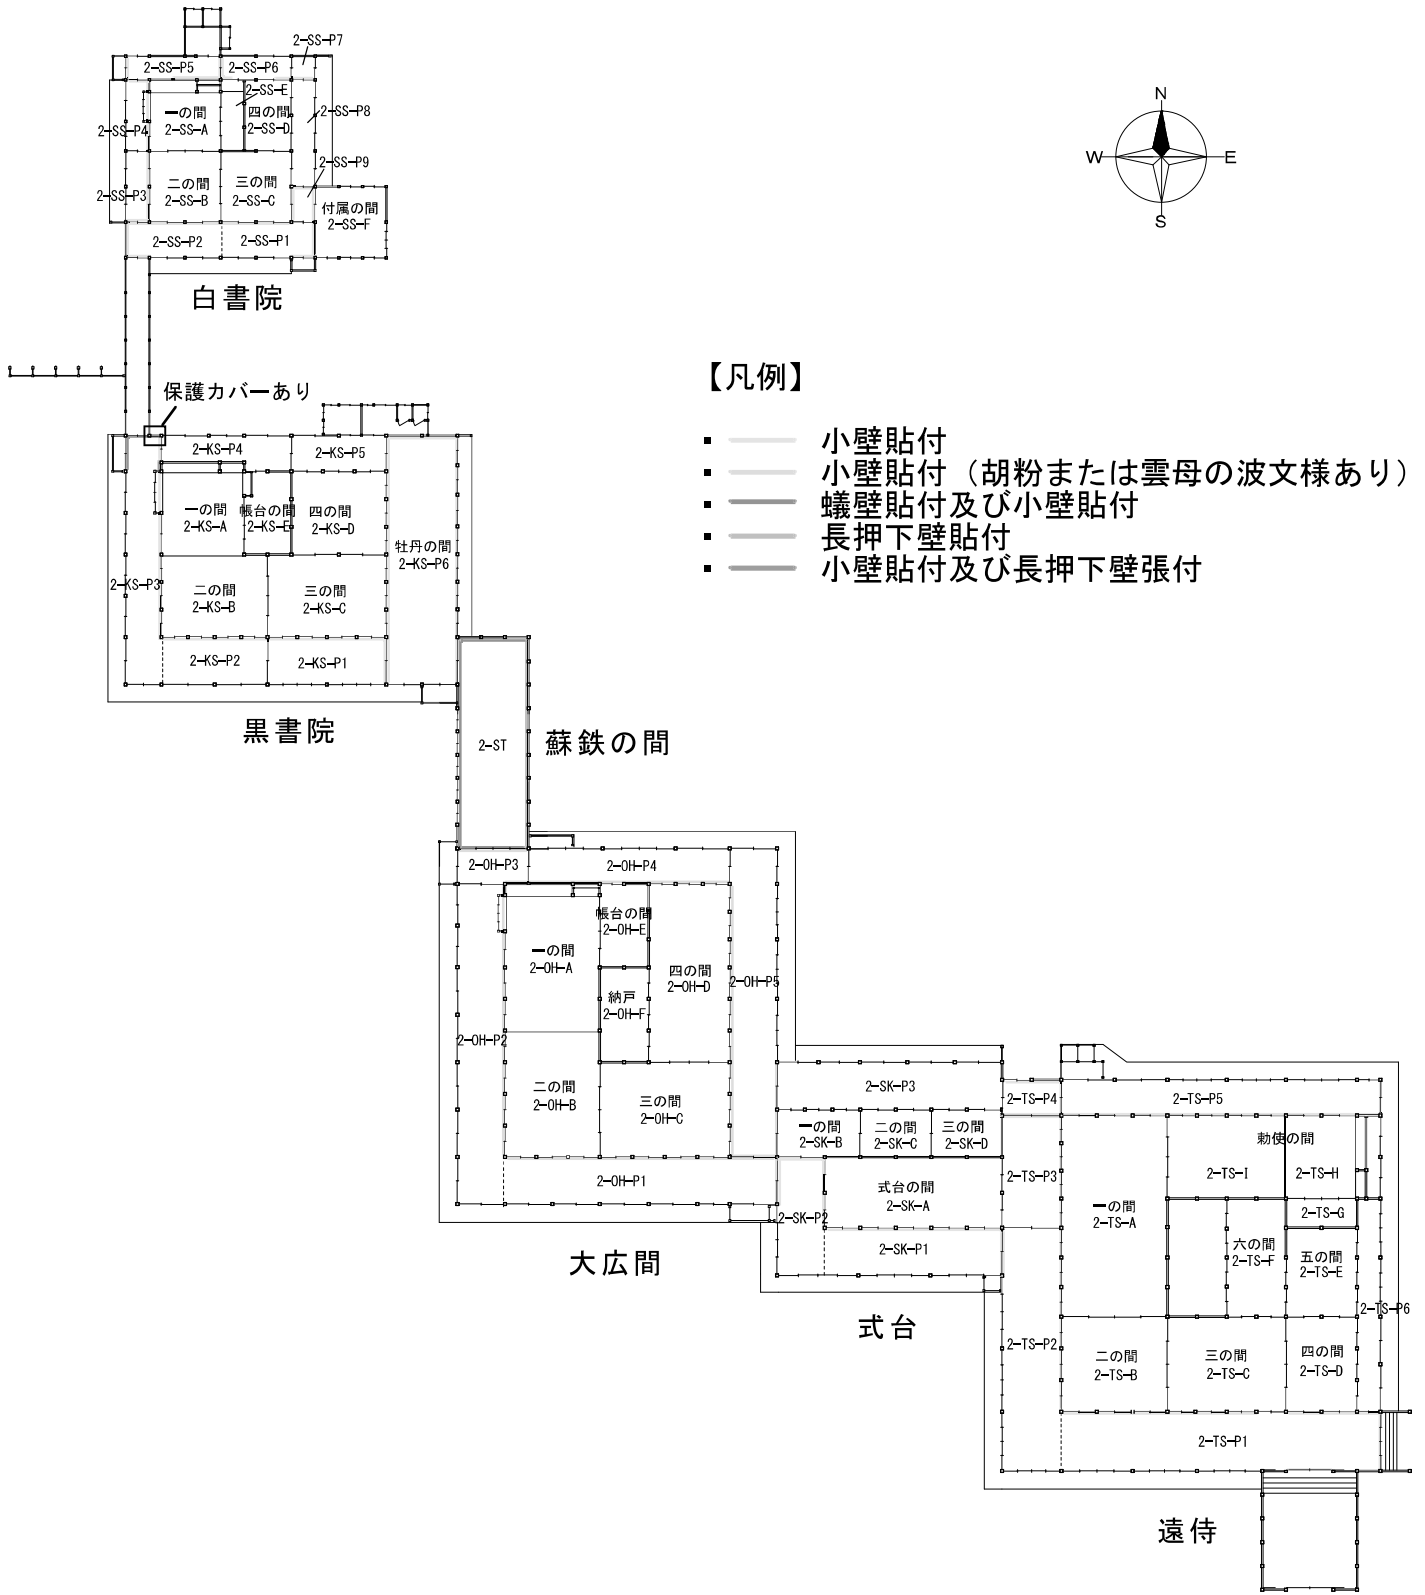 2-SS-P7
2-SS-P5
2-SS-P6
2-SS-E
一の間
2-SS-A
四の間
2-SS-D
2-SS-P8
2-SS-P4
2-SS-P9
二の間
2-SS-B
三の間
2-SS-C
2-SS-P3
付属の間
2-SS-F
2-SS-P2
2-SS-P1
白書院
N
W
E
S
保護カバーあり
【凡例】
小壁貼付
小壁貼付（胡粉または雲母の波文様あり）
蟻壁貼付及び小壁貼付
長押下壁貼付
小壁貼付及び長押下壁張付
2-KS-P4
2-KS-P5
一の間
2-KS-A
帳台の間
2-KS-E
四の間
2-KS-D
牡丹の間
2-KS-P6
2-KS-P3
二の間
2-KS-B
三の間
2-KS-C
2-KS-P2
2-KS-P1
黒書院
2-ST
蘇鉄の間
2-OH-P3
2-OH-P4
帳台の間
2-OH-E
一の間
2-OH-A
四の間
2-OH-D
2-OH-P5
納戸
2-OH-F
2-OH-P2
二の間
2-OH-B
三の間
2-OH-C
2-OH-P1
大広間
2-SK-P3
一の間
2-SK-B
二の間
2-SK-C
三の間
2-SK-D
式台の間
2-SK-A
2-SK-P2
2-SK-P1
式台
2-TS-P4
2-TS-P5
勅使の間
2-TS-I
2-TS-H
2-TS-P3
一の間
2-TS-A
2-TS-G
六の間
2-TS-F
五の間
2-TS-E
2-TS-P6
2-TS-P2
二の間
2-TS-B
三の間
2-TS-C
四の間
2-TS-D
2-TS-P1
遠侍